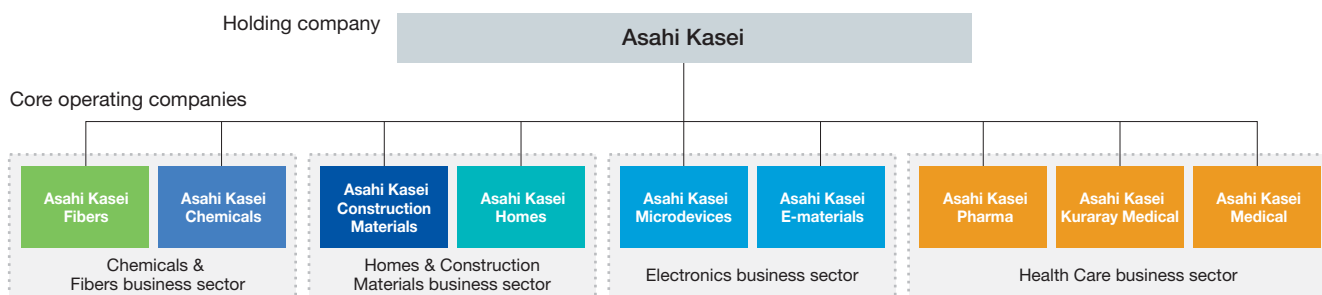 Holding company
Asahi Kasei
Core operating companies
Asahi Kasei
Fibers
Asahi Kasei
Chemicals
Asahi Kasei
Construction
Materials
Asahi Kasei
Homes
Asahi Kasei
Microdevices
Asahi Kasei
E-materials
Asahi Kasei
Pharma
Asahi Kasei
Kuraray Medical
Asahi Kasei
Medical
Chemicals &
Fibers business sector
Homes & Construction
Materials business sector
Electronics business sector
Health Care business sector